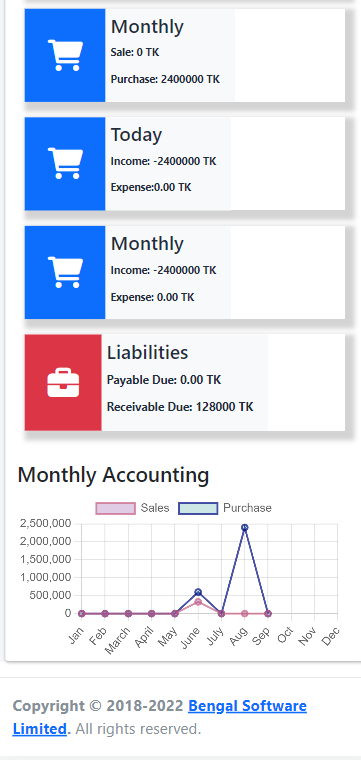 Monthly
Sale: 0 TK
Purchase: 2400000 TK
Today
Income: -2400000 TK
Expense:0.00 TK
Monthly
Income: -2400000 TK
Expense: 0.00 TK
Liabilities
Payable Due: 0.00 TK
Receivable Due: 128000 TK
Monthly Accounting
Sales Purchase
2,500,000
2,000,000
1,500,000
1,000,000
500,000
0
Jan Feb March April May June July Aug Sep Oct Nov Dec
Copyright © 2018-2022 Bengal Software
Limited. All rights reserved.